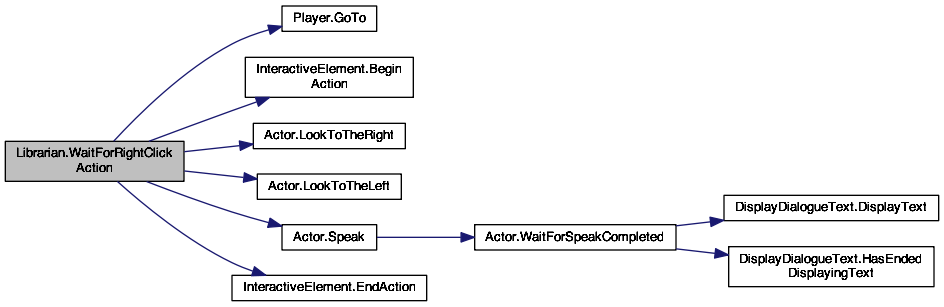 Player.GoTo
InteractiveElement.Begin
Action
Actor.LookToTheRight
Librarian.WaitForRightClick
Action
Actor.LookToTheLeft
Actor.Speak
Actor.WaitForSpeakCompleted
DisplayDialogueText.DisplayText
DisplayDialogueText.HasEnded
DisplayingText
InteractiveElement.EndAction